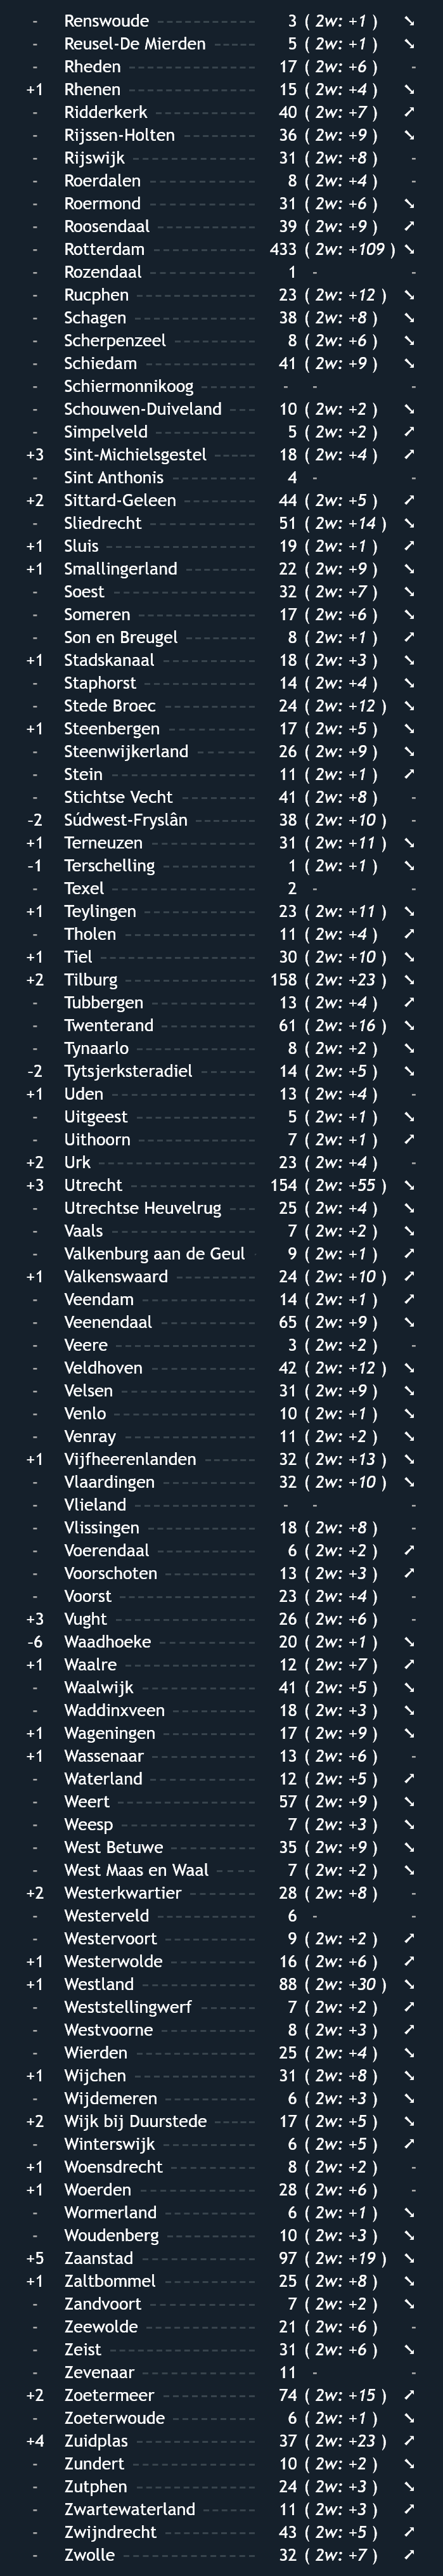 - Renswoude 3 ( 2w: +1 ) ↘
- Reusel-De Mierden 5 ( 2w: +1 ) ↘
- Rheden 17 ( 2w: +6 ) -
+1 Rhenen 15 ( 2w: +4 ) ↘
- Ridderkerk 40 ( 2w: +7 ) ↗
- Rijssen-Holten 36 ( 2w: +9 ) ↘
- Rijswijk 31 ( 2w: +8 ) -
- Roerdalen 8 ( 2w: +4 ) -
- Roermond 31 ( 2w: +6 ) ↘
- Roosendaal 39 ( 2w: +9 ) ↗
- Rotterdam 433 ( 2w: +109 ) ↘
- Rozendaal 1 - -
- Rucphen 23 ( 2w: +12 ) ↘
- Schagen 38 ( 2w: +8 ) ↘
- Scherpenzeel 8 ( 2w: +6 ) ↘
- Schiedam 41 ( 2w: +9 ) ↘
- Schiermonnikoog - - -
- Schouwen-Duiveland 10 ( 2w: +2 ) ↘
- Simpelveld 5 ( 2w: +2 ) ↗
+3 Sint-Michielsgestel 18 ( 2w: +4 ) ↗
- Sint Anthonis 4 - -
+2 Sittard-Geleen 44 ( 2w: +5 ) ↗
- Sliedrecht 51 ( 2w: +14 ) ↘
+1 Sluis 19 ( 2w: +1 ) ↗
+1 Smallingerland 22 ( 2w: +9 ) ↘
- Soest 32 ( 2w: +7 ) ↘
- Someren 17 ( 2w: +6 ) ↘
- Son en Breugel 8 ( 2w: +1 ) ↗
+1 Stadskanaal 18 ( 2w: +3 ) ↘
- Staphorst 14 ( 2w: +4 ) ↘
- Stede Broec 24 ( 2w: +12 ) ↘
+1 Steenbergen 17 ( 2w: +5 ) ↘
- Steenwijkerland 26 ( 2w: +9 ) ↘
- Stein 11 ( 2w: +1 ) ↗
- Stichtse Vecht 41 ( 2w: +8 ) -
-2 Súdwest-Fryslân 38 ( 2w: +10 ) -
+1 Terneuzen 31 ( 2w: +11 ) ↘
-1 Terschelling 1 ( 2w: +1 ) ↘
- Texel 2 - -
+1 Teylingen 23 ( 2w: +11 ) ↘
- Tholen 11 ( 2w: +4 ) ↗
+1 Tiel 30 ( 2w: +10 ) ↘
+2 Tilburg 158 ( 2w: +23 ) ↘
- Tubbergen 13 ( 2w: +4 ) ↗
- Twenterand 61 ( 2w: +16 ) ↘
- Tynaarlo 8 ( 2w: +2 ) ↘
-2 Tytsjerksteradiel 14 ( 2w: +5 ) ↘
+1 Uden 13 ( 2w: +4 ) -
- Uitgeest 5 ( 2w: +1 ) ↘
- Uithoorn 7 ( 2w: +1 ) ↗
+2 Urk 23 ( 2w: +4 ) -
+3 Utrecht 154 ( 2w: +55 ) ↘
- Utrechtse Heuvelrug 25 ( 2w: +4 ) ↘
- Vaals 7 ( 2w: +2 ) ↘
- Valkenburg aan de Geul 9 ( 2w: +1 ) ↗
+1 Valkenswaard 24 ( 2w: +10 ) ↗
- Veendam 14 ( 2w: +1 ) ↗
- Veenendaal 65 ( 2w: +9 ) ↘
- Veere 3 ( 2w: +2 ) -
- Veldhoven 42 ( 2w: +12 ) ↘
- Velsen 31 ( 2w: +9 ) ↘
- Venlo 10 ( 2w: +1 ) ↘
- Venray 11 ( 2w: +2 ) ↘
+1 Vijfheerenlanden 32 ( 2w: +13 ) ↘
- Vlaardingen 32 ( 2w: +10 ) ↘
- Vlieland - - -
- Vlissingen 18 ( 2w: +8 ) -
- Voerendaal 6 ( 2w: +2 ) ↗
- Voorschoten 13 ( 2w: +3 ) ↗
- Voorst 23 ( 2w: +4 ) -
+3 Vught 26 ( 2w: +6 ) -
-6 Waadhoeke 20 ( 2w: +1 ) ↘
+1 Waalre 12 ( 2w: +7 ) ↗
- Waalwijk 41 ( 2w: +5 ) ↘
- Waddinxveen 18 ( 2w: +3 ) ↘
+1 Wageningen 17 ( 2w: +9 ) ↘
+1 Wassenaar 13 ( 2w: +6 ) -
- Waterland 12 ( 2w: +5 ) ↗
- Weert 57 ( 2w: +9 ) ↘
- Weesp 7 ( 2w: +3 ) ↘
- West Betuwe 35 ( 2w: +9 ) ↘
- West Maas en Waal 7 ( 2w: +2 ) ↘
+2 Westerkwartier 28 ( 2w: +8 ) -
- Westerveld 6 - -
- Westervoort 9 ( 2w: +2 ) ↗
+1 Westerwolde 16 ( 2w: +6 ) ↗
+1 Westland 88 ( 2w: +30 ) ↘
- Weststellingwerf 7 ( 2w: +2 ) ↗
- Westvoorne 8 ( 2w: +3 ) ↗
- Wierden 25 ( 2w: +4 ) ↘
+1 Wijchen 31 ( 2w: +8 ) ↘
- Wijdemeren 6 ( 2w: +3 ) ↘
+2 Wijk bij Duurstede 17 ( 2w: +5 ) ↘
- Winterswijk 6 ( 2w: +5 ) ↗
+1 Woensdrecht 8 ( 2w: +2 ) -
+1 Woerden 28 ( 2w: +6 ) -
- Wormerland 6 ( 2w: +1 ) ↘
- Woudenberg 10 ( 2w: +3 ) ↘
+5 Zaanstad 97 ( 2w: +19 ) ↘
+1 Zaltbommel 25 ( 2w: +8 ) ↘
- Zandvoort 7 ( 2w: +2 ) ↘
- Zeewolde 21 ( 2w: +6 ) -
- Zeist 31 ( 2w: +6 ) ↘
- Zevenaar 11 - -
+2 Zoetermeer 74 ( 2w: +15 ) ↗
- Zoeterwoude 6 ( 2w: +1 ) ↘
+4 Zuidplas 37 ( 2w: +23 ) ↗
- Zundert 10 ( 2w: +2 ) ↘
- Zutphen 24 ( 2w: +3 ) ↘
- Zwartewaterland 11 ( 2w: +3 ) ↗
- Zwijndrecht 43 ( 2w: +5 ) ↗
- Zwolle 32 ( 2w: +7 ) ↗